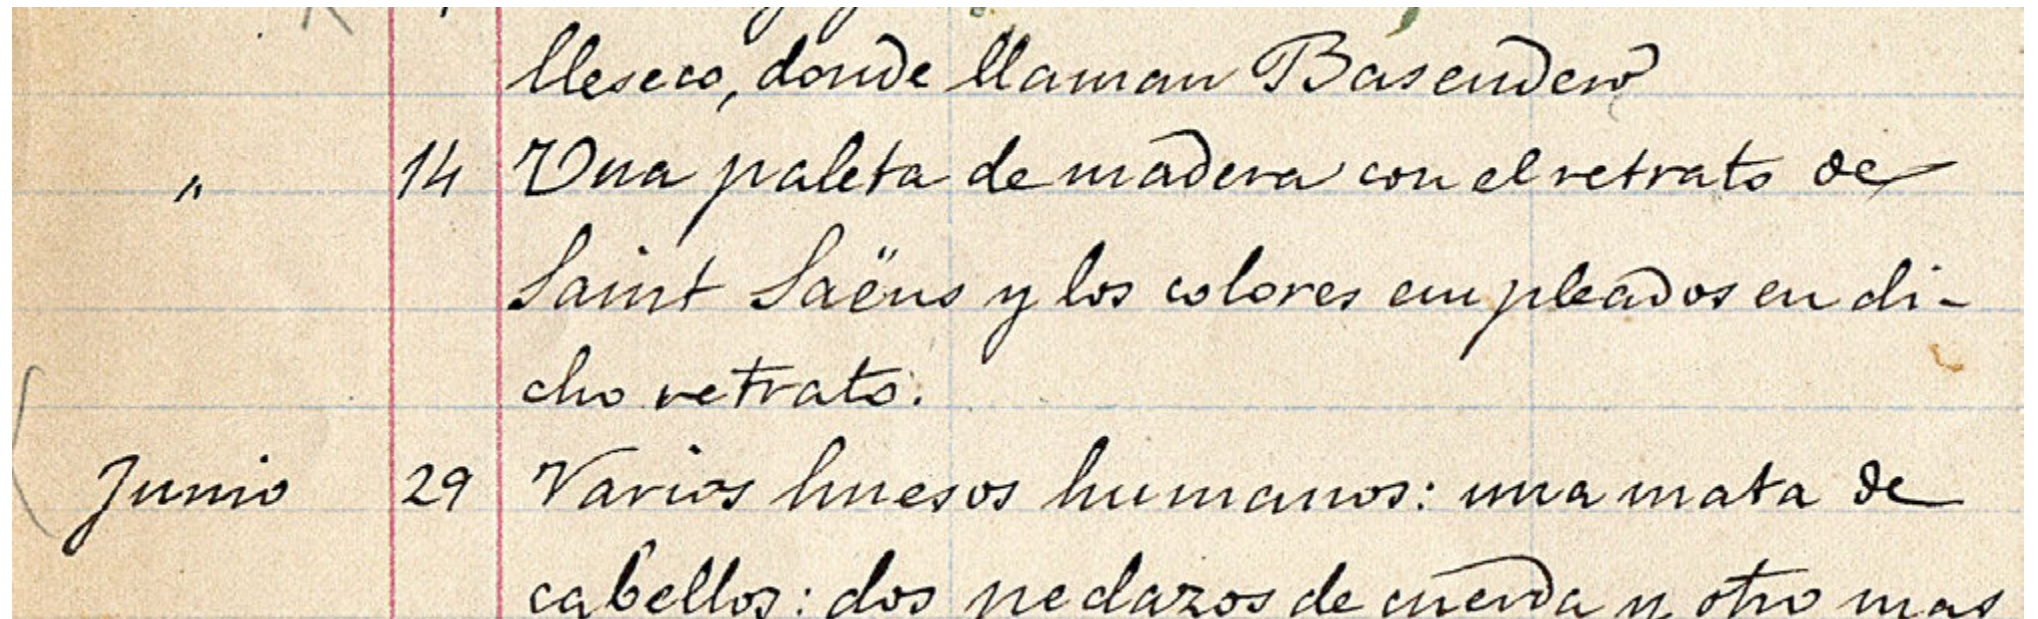 lleseco, donde llaman Basendero
" 14 Una paleta de madera con el retrato de
Saint Saëns y los colores empleados en di-
cho retrato.
Junio 29 Varios huesos humanos: una mata de
cabellos: dos pedazos de cuerda y otro mas